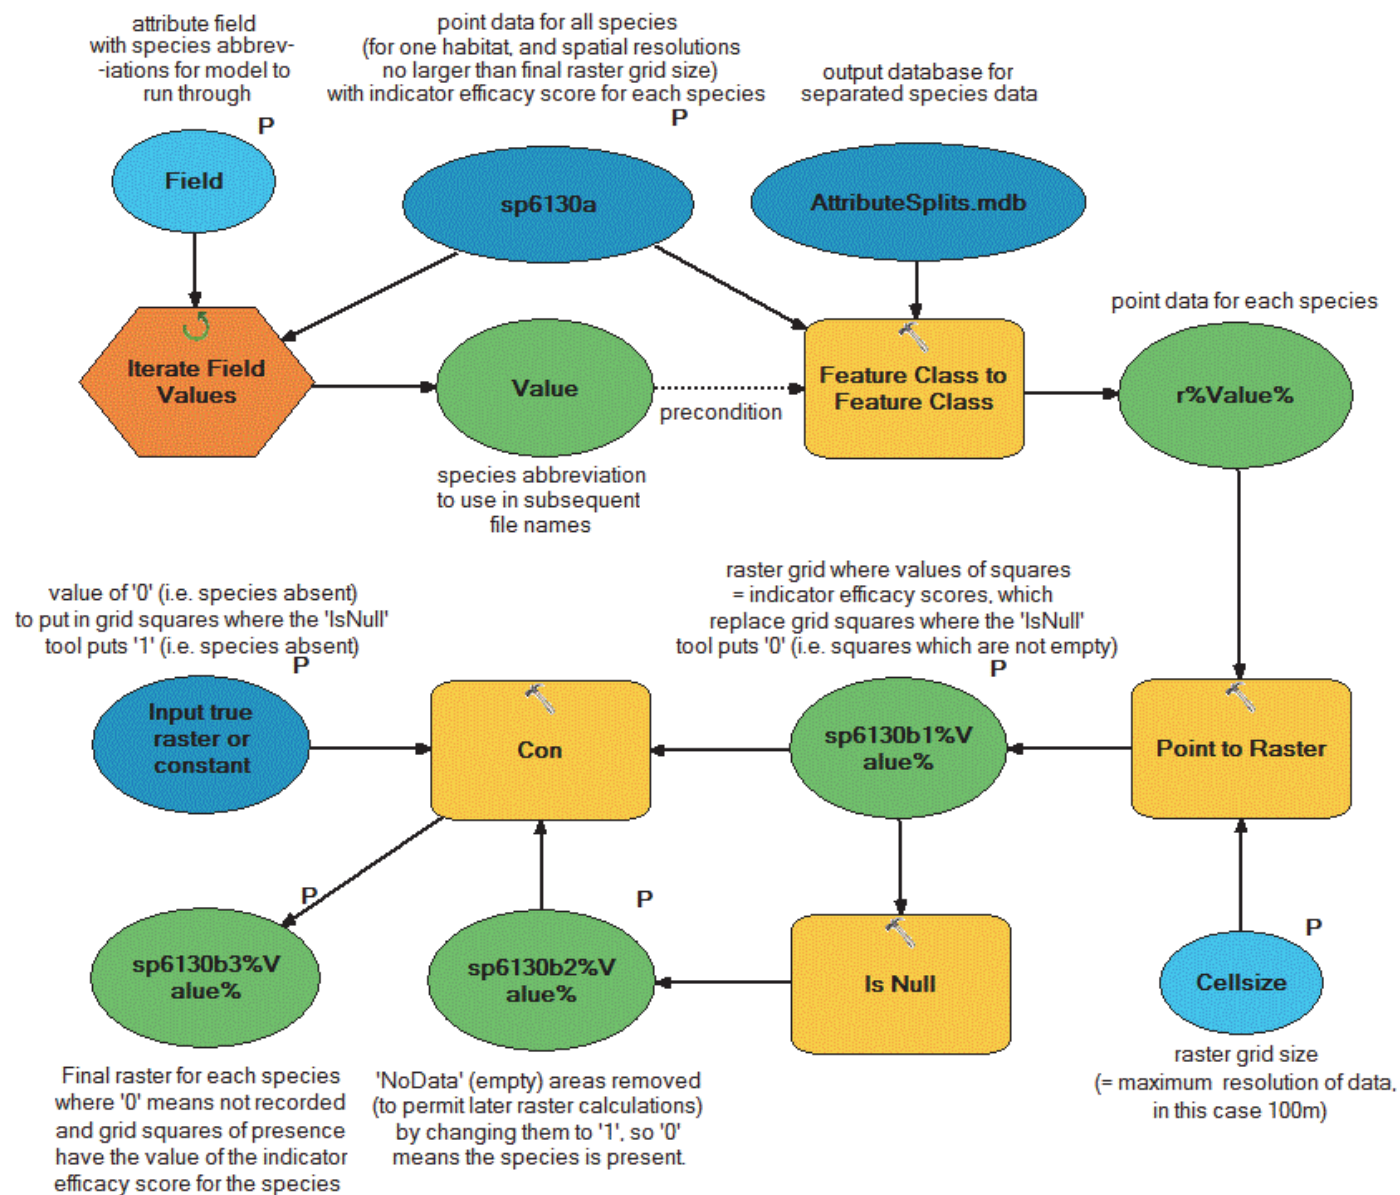 attribute field
with species abbrev-
-iations for model to
run through
P
point data for all species
(for one habitat, and spatial resolutions
no larger than final raster grid size)
with indicator efficacy score for each species
P
output database for
separated species data
Field
sp6130a
AttributeSplits.mdb
point data for each species
Iterate Field
Values
Value
precondition
Feature Class to
Feature Class
r%Value%
species abbreviation
to use in subsequent
file names
value of '0' (i.e. species absent)
to put in grid squares where the 'IsNull'
tool puts '1' (i.e. species absent)
P
raster grid where values of squares
= indicator efficacy scores, which
replace grid squares where the 'IsNull'
tool puts '0' (i.e. squares which are not empty)
P
Input true
raster or
constant
Con
sp6130b1%V
alue%
Point to Raster
P
sp6130b3%V
alue%
P
sp6130b2%V
alue%
Is Null
P
Cellsize
raster grid size
(= maximum  resolution of data,
in this case 100m)
Final raster for each species
where '0' means not recorded
and grid squares of presence
have the value of the indicator
efficacy score for the species
'NoData' (empty) areas removed
(to permit later raster calculations)
by changing them to '1', so '0'
means the species is present.